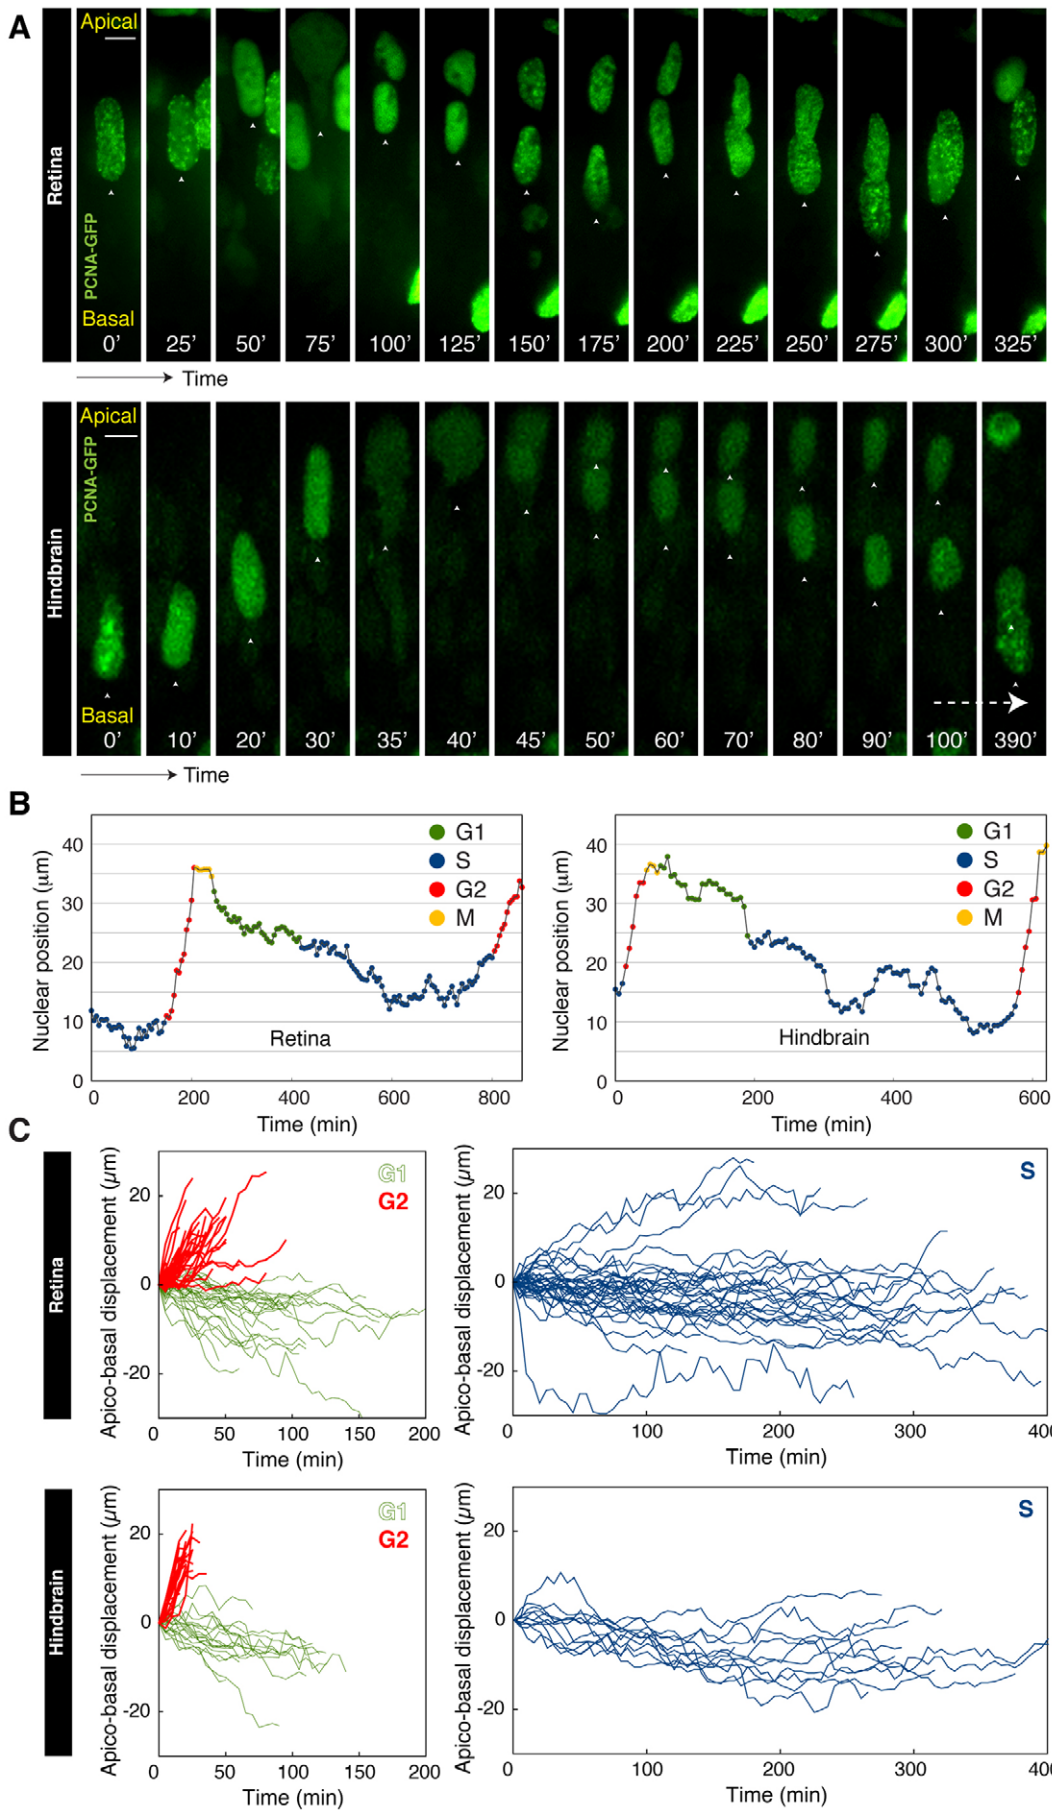 A
Retina
Apical
PCNA-GFP
Basal
0’ 25’ 50’ 75’ 100’ 125’ 150’ 175’ 200’ 225’ 250’ 275’ 300’ 325’
Time
Hindbrain
Apical
PCNA-GFP
Basal
0’ 10’ 20’ 30’ 35’ 40’ 45’ 50’ 60’ 70’ 80’ 90’ 100’ 390’
Time
B
Nuclear position (µm)
40
30
20
10
0
G1
S
G2
M
Retina
0 200 400 600 800
Time (min)
Nuclear position (µm)
40
30
20
10
0
G1
S
G2
M
Hindbrain
0 200 400 600
Time (min)
C
Retina
Apico-basal displacement (µm)
20
0
-20
G1
G2
0 50 100 150 200
Time (min)
Apico-basal displacement (µm)
20
0
-20
S
0 100 200 300 400
Time (min)
Hindbrain
Apico-basal displacement (µm)
20
0
-20
G1
G2
0 50 100 150 200
Time (min)
Apico-basal displacement (µm)
20
0
-20
S
0 100 200 300 400
Time (min)